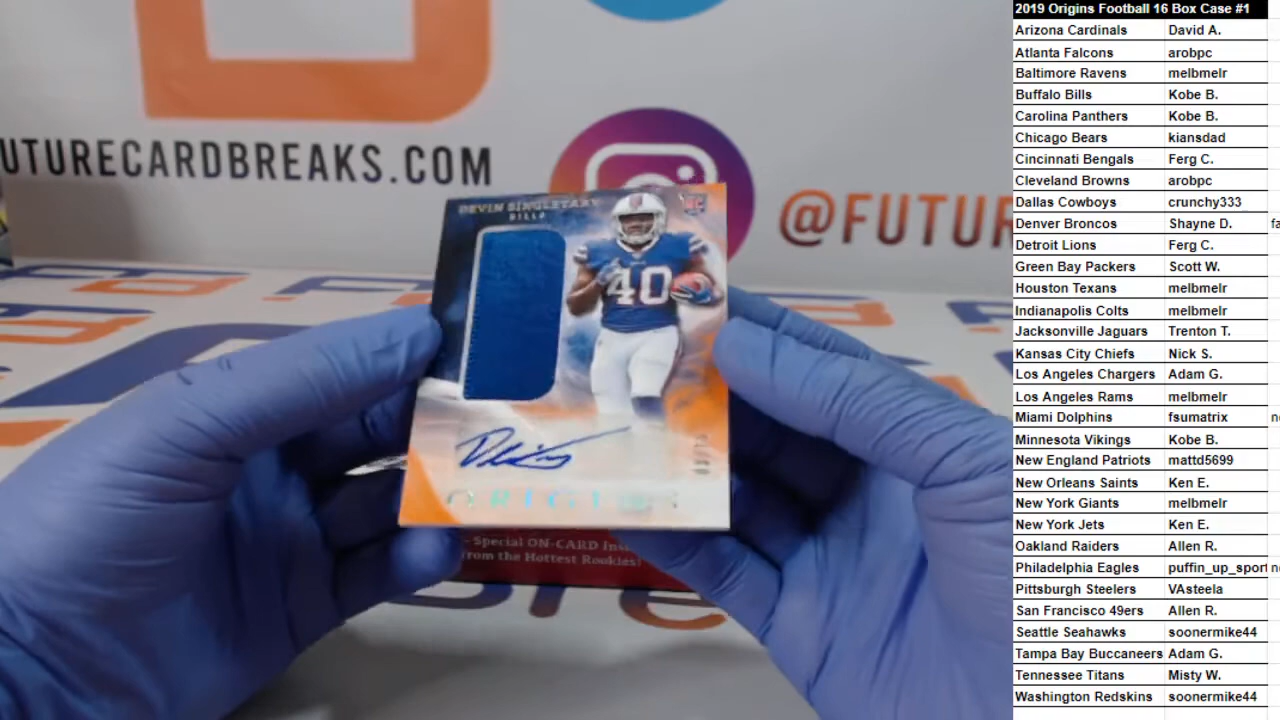 UTURECARDBREAKS.COM
@FUTUR
DEVIN SINGLETARY
BILLS
40
ORIGINS
- Special ON-CARD Ins
from the Hottest Rookies!
2019 Origins Football 16 Box Case #1
Arizona Cardinals David A.
Atlanta Falcons arobpc
Baltimore Ravens melbmelr
Buffalo Bills Kobe B.
Carolina Panthers Kobe B.
Chicago Bears kiansdad
Cincinnati Bengals Ferg C.
Cleveland Browns arobpc
Dallas Cowboys crunchy333
Denver Broncos Shayne D. fa
Detroit Lions Ferg C.
Green Bay Packers Scott W.
Houston Texans melbmelr
Indianapolis Colts melbmelr
Jacksonville Jaguars Trenton T.
Kansas City Chiefs Nick S.
Los Angeles Chargers Adam G.
Los Angeles Rams melbmelr
Miami Dolphins fsumatrix
Minnesota Vikings Kobe B.
New England Patriots mattd5699
New Orleans Saints Ken E.
New York Giants melbmelr
New York Jets Ken E.
Oakland Raiders Allen R.
Philadelphia Eagles puffin_up_sport
Pittsburgh Steelers VAsteela
San Francisco 49ers Allen R.
Seattle Seahawks soonermike44
Tampa Bay Buccaneers Adam G.
Tennessee Titans Misty W.
Washington Redskins soonermike44